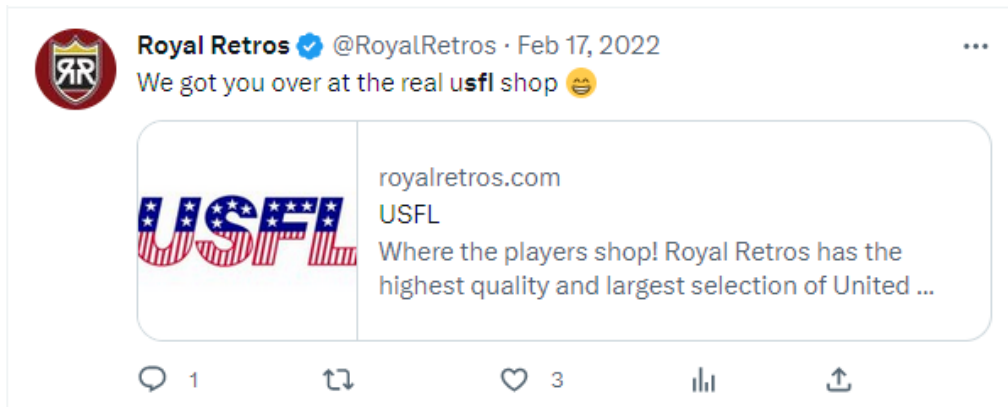 RR
Royal Retros @RoyalRetros · Feb 17, 2022
We got you over at the real usfl shop 😁
USFL
royalretros.com
USFL
Where the players shop! Royal Retros has the
highest quality and largest selection of United ...
1 3